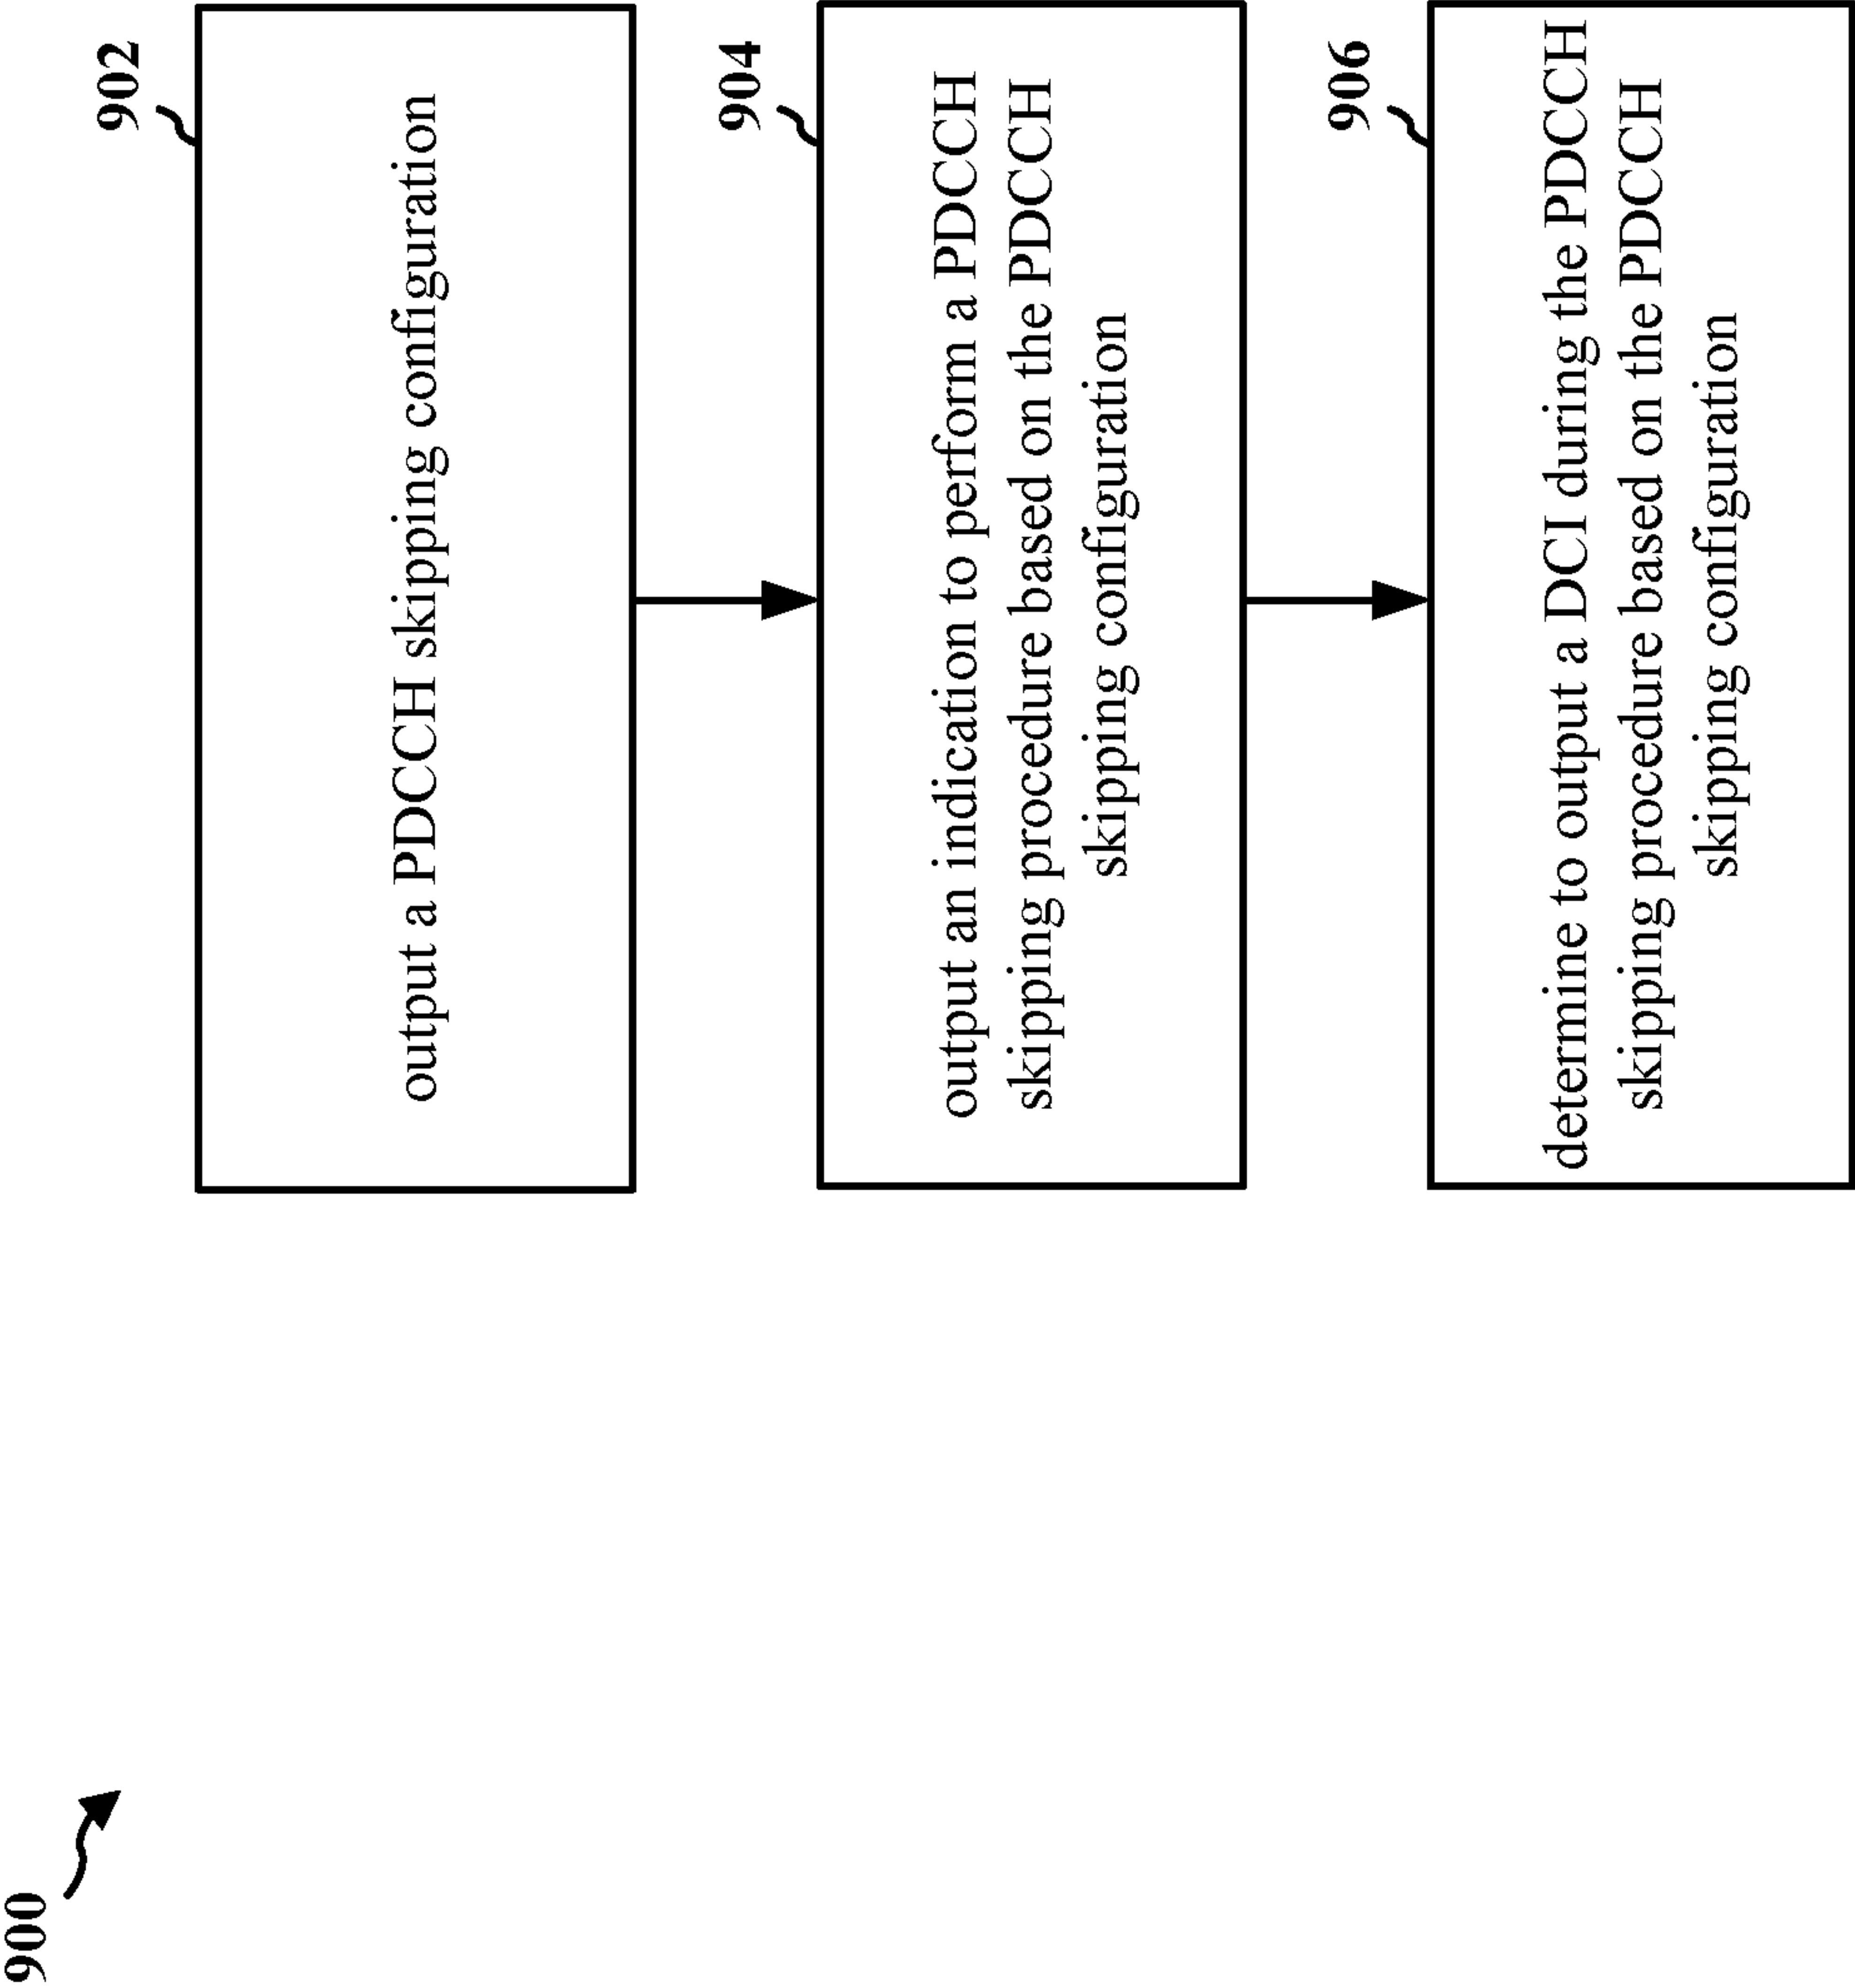 900
902
output a PDCCH skipping configuration
904
output an indication to perform a PDCCH
skipping procedure based on the PDCCH
skipping configuration
906
determine to output a DCI during the PDCCH
skipping procedure based on the PDCCH
skipping configuration